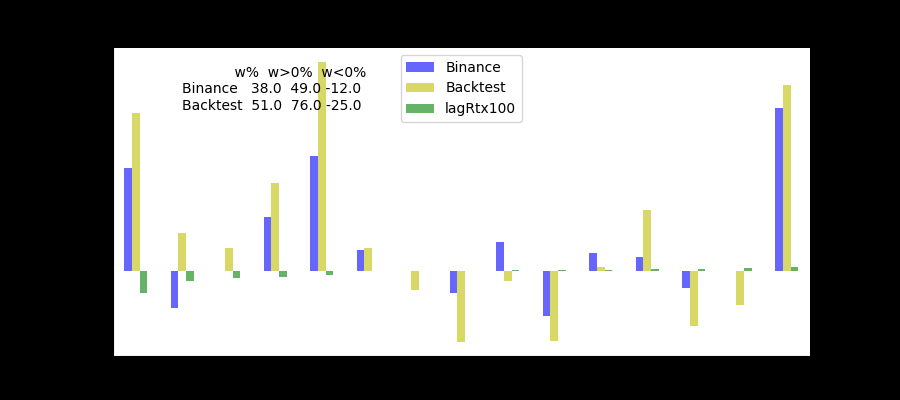 w% w>0% w<0%
Binance 38.0 49.0 -12.0
Backtest 51.0 76.0 -25.0
Binance
Backtest
lagRtx100